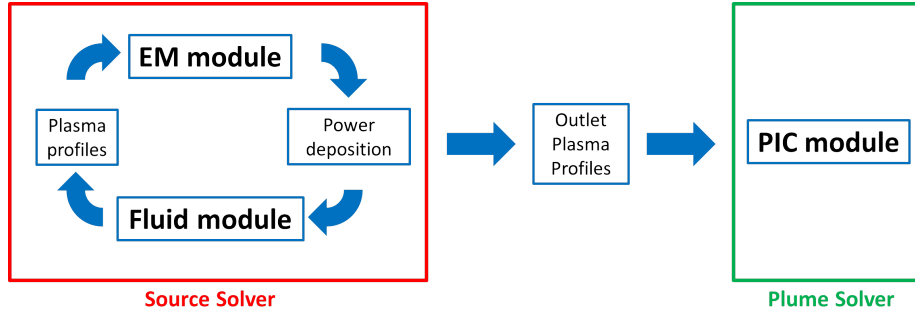 EM module
Plasma
profiles
Power
deposition
Fluid module
Source Solver
Outlet
Plasma
Profiles
PIC module
Plume Solver